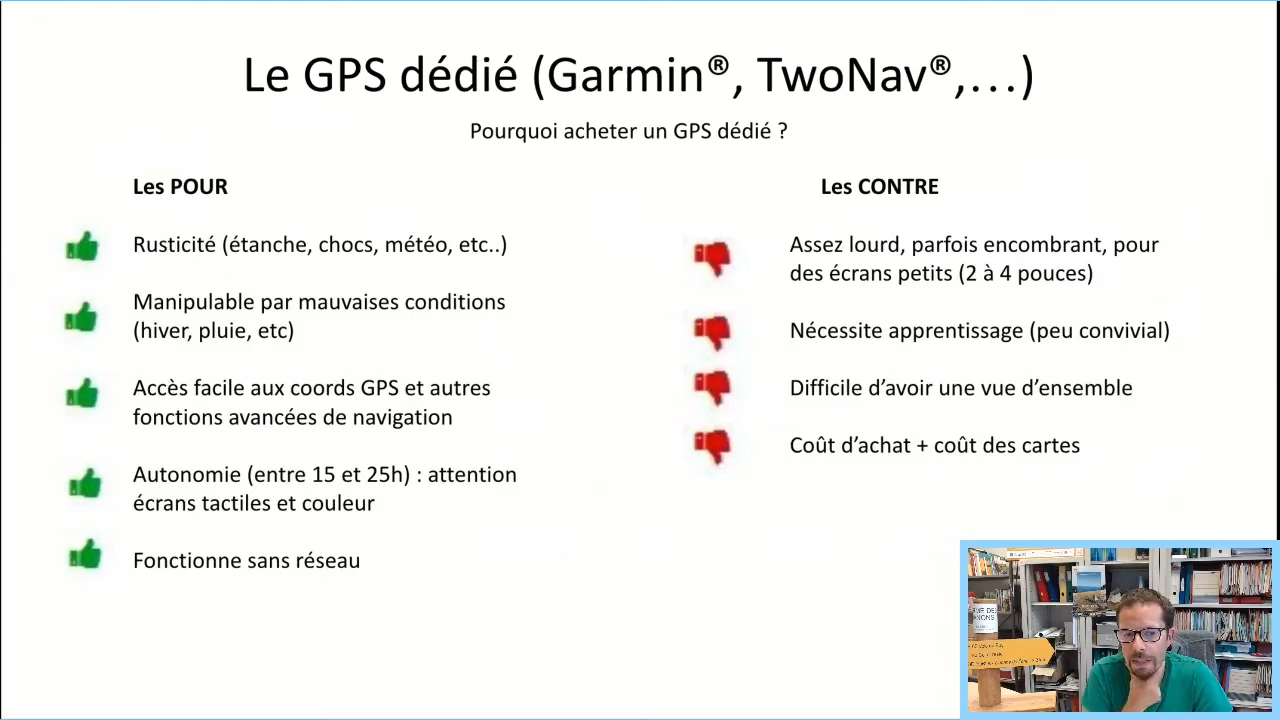 Le GPS dédié (Garmin®, TwoNav®,…)
Pourquoi acheter un GPS dédié ?
Les POUR
Rusticité (étanche, chocs, météo, etc..)
Manipulable par mauvaises conditions
(hiver, pluie, etc)
Accès facile aux coords GPS et autres
fonctions avancées de navigation
Autonomie (entre 15 et 25h) : attention
écrans tactiles et couleur
Fonctionne sans réseau
Les CONTRE
Assez lourd, parfois encombrant, pour
des écrans petits (2 à 4 pouces)
Nécessite apprentissage (peu convivial)
Difficile d’avoir une vue d’ensemble
Coût d’achat + coût des cartes